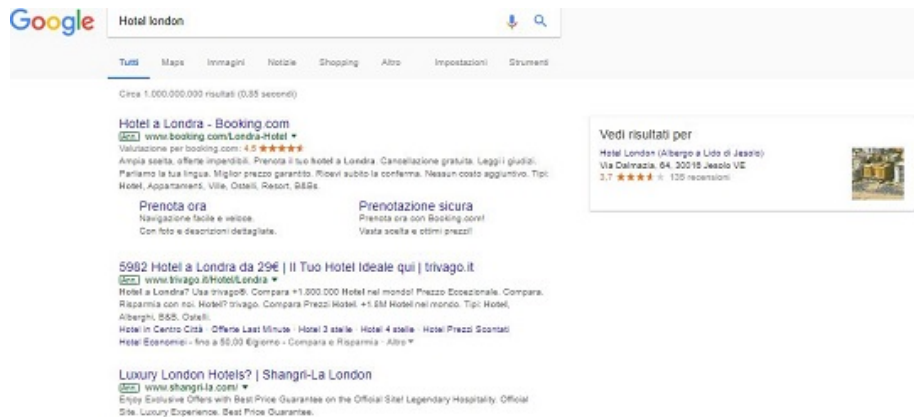 Google
Hotel london
Tutti Maps Immagini Notizie Shopping Altro Impostazioni Strumenti
Circa 1.000.000.000 risultati (0,85 secondi)
Hotel a Londra - Booking.com
Ann. www.booking.com/Londra-Hotel
Valutazione per booking.com: 4.5
Ampia scelta, offerte imperdibili. Prenota il tuo hotel a Londra. Cancellazione gratuita. Leggi i giudizi.
Parliamo la tua lingua. Miglior prezzo garantito. Ricevi subito la conferma. Nessun costo aggiuntivo. Tipi:
Hotel, Appartamenti, Ville, Ostelli, Resort, B&Bs.
Prenota ora
Navigazione facile e veloce.
Con foto e descrizioni dettagliate.
Prenotazione sicura
Prenota ora con Booking.com!
Vasta scelta e ottimi prezzi!
5982 Hotel a Londra da 29€ | Il Tuo Hotel Ideale qui | trivago.it
Ann. www.trivago.it/Hotel/Londra
Hotel a Londra? Usa trivago®. Compara +1.800.000 Hotel nel mondo! Prezzo Eccezionale. Compara.
Risparmia con noi. Hotel? trivago. Compara Prezzi Hotel. +1.8M Hotel nel mondo. Tipi: Hotel,
Alberghi, B&B, Ostelli.
Hotel in Centro Città · Offerte Last Minute · Hotel 3 stelle · Hotel 4 stelle · Hotel Prezzi Scontati
Hotel Economici - fino a 50,00 €/giorno - Compara e Risparmia · Altro
Luxury London Hotels? | Shangri-La London
Ann. www.shangri-la.com/
Enjoy Exclusive Offers with Best Price Guarantee on the Official Site! Legendary Hospitality. Official
Site. Luxury Experience. Best Price Guarantee.
Vedi risultati per
Hotel London (Albergo a Lido di Jesolo)
Via Dalmazia, 64, 30016 Jesolo VE
3,7 135 recensioni